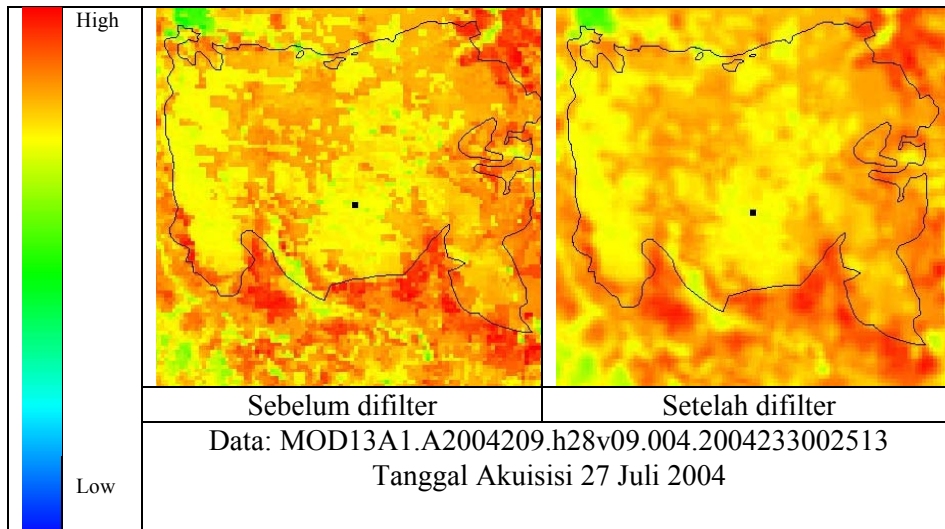 High
Low
Sebelum difilter
Setelah difilter
Data: MOD13A1.A2004209.h28v09.004.2004233002513
Tanggal Akuisisi 27 Juli 2004